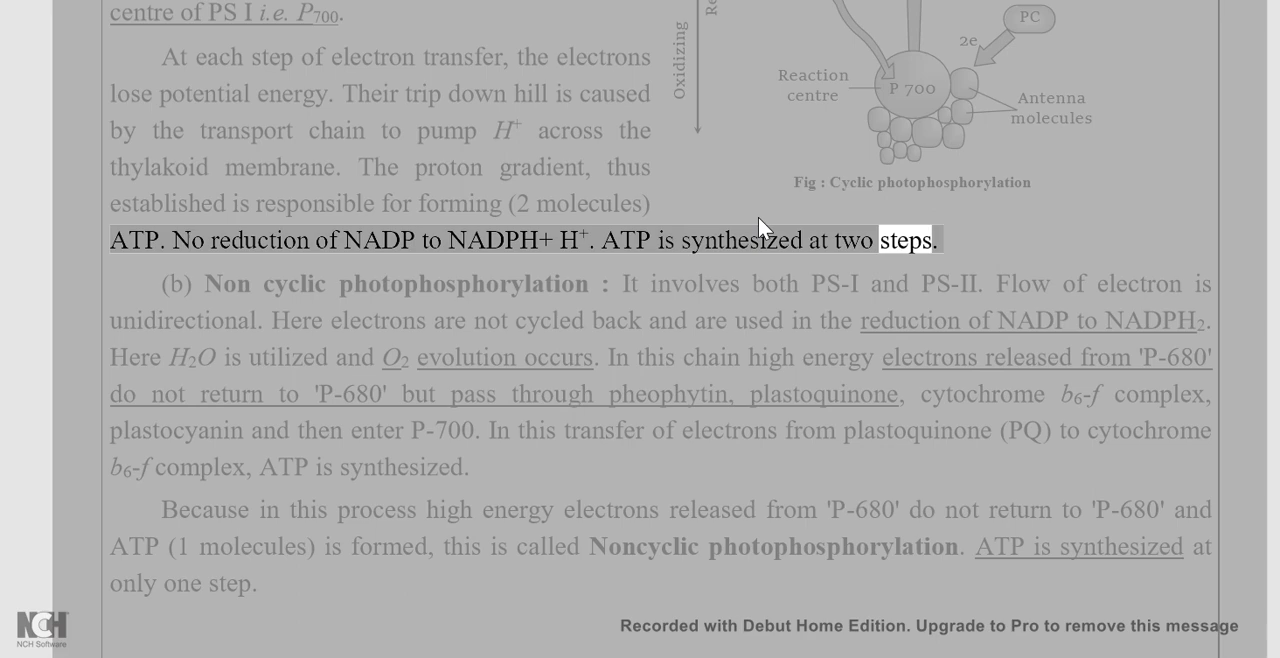 centre of PS I i.e. P700.
At each step of electron transfer, the electrons
lose potential energy. Their trip down hill is caused
by the transport chain to pump H+ across the
thylakoid membrane. The proton gradient, thus
established is responsible for forming (2 molecules)
ATP. No reduction of NADP to NADPH+ H+. ATP is synthesized at two steps.
Oxidizing
Re
PC
2e
Reaction
centre
P 700
Antenna
molecules
Fig : Cyclic photophosphorylation
(b) Non cyclic photophosphorylation : It involves both PS-I and PS-II. Flow of electron is
unidirectional. Here electrons are not cycled back and are used in the reduction of NADP to NADPH2.
Here H2O is utilized and O2 evolution occurs. In this chain high energy electrons released from 'P-680'
do not return to 'P-680' but pass through pheophytin, plastoquinone, cytochrome b6-f complex,
plastocyanin and then enter P-700. In this transfer of electrons from plastoquinone (PQ) to cytochrome
b6-f complex, ATP is synthesized.
Because in this process high energy electrons released from 'P-680' do not return to 'P-680' and
ATP (1 molecules) is formed, this is called Noncyclic photophosphorylation. ATP is synthesized at
only one step.
NCH
NCH Software
Recorded with Debut Home Edition. Upgrade to Pro to remove this message